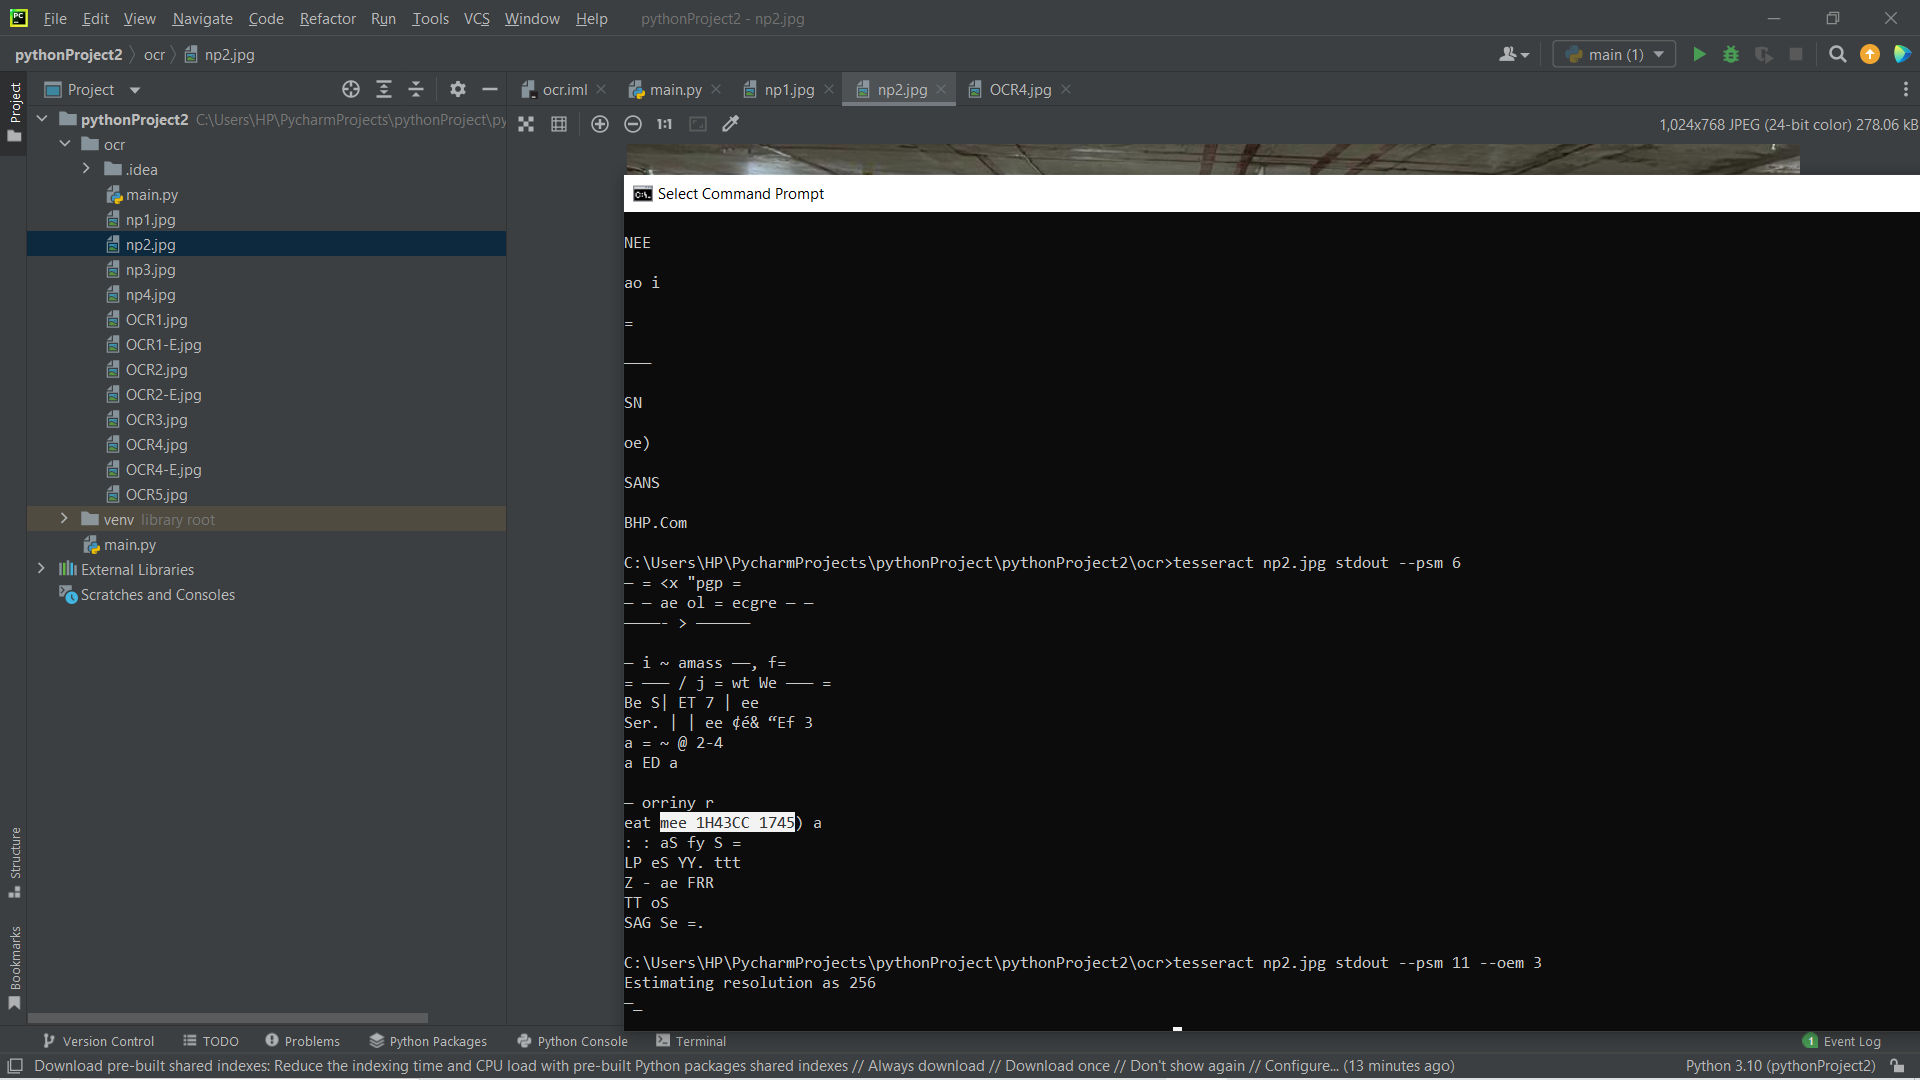 PC File Edit View Navigate Code Refactor Run Tools VCS Window Help pythonProject2 - np2.jpg
pythonProject2 ocr np2.jpg
main (1)
Project
Project
ocr.iml main.py np1.jpg np2.jpg OCR4.jpg
pythonProject2 C:\Users\HP\PycharmProjects\pythonProject\py
1:1
1,024x768 JPEG (24-bit color) 278.06 kB
ocr
.idea
main.py
np1.jpg
np2.jpg
np3.jpg
np4.jpg
OCR1.jpg
OCR1-E.jpg
OCR2.jpg
OCR2-E.jpg
OCR3.jpg
OCR4.jpg
OCR4-E.jpg
OCR5.jpg
venv library root
main.py
External Libraries
Scratches and Consoles
Structure
Bookmarks
C:\. Select Command Prompt
NEE
ao i
=
———
SN
oe)
SANS
BHP.Com
C:\Users\HP\PycharmProjects\pythonProject\pythonProject2\ocr>tesseract np2.jpg stdout --psm 6
— = <x "pgp =
— — ae ol = ecgre — —
————- > ——————
— i ~ amass ——, f=
= ——— / j = wt We ——— =
Be S| ET 7 | ee
Ser. | | ee ¢é& “Ef 3
a = ~ @ 2-4
a ED a
— orriny r
eat mee 1H43CC 1745) a
: : aS fy S =
LP eS YY. ttt
Z - ae FRR
TT oS
SAG Se =.
C:\Users\HP\PycharmProjects\pythonProject\pythonProject2\ocr>tesseract np2.jpg stdout --psm 11 --oem 3
Estimating resolution as 256
—_
Version Control TODO Problems Python Packages Python Console Terminal
1 Event Log
Download pre-built shared indexes: Reduce the indexing time and CPU load with pre-built Python packages shared indexes // Always download // Download once // Don't show again // Configure... (13 minutes ago)
Python 3.10 (pythonProject2)